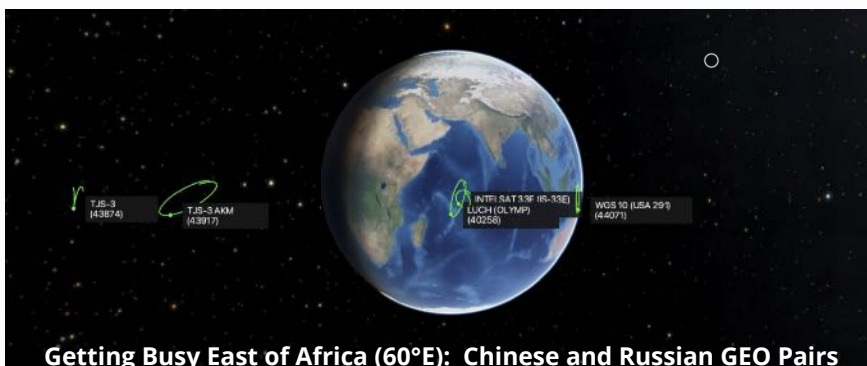 TJS-3
(43874)
TJS-3 AKM
(43917)
INTELSAT 33E (IS-33E)
LUCH (OLYMP)
(40258)
WGS 10 (USA 291)
(44071)
Getting Busy East of Africa (60°E): Chinese and Russian GEO Pairs